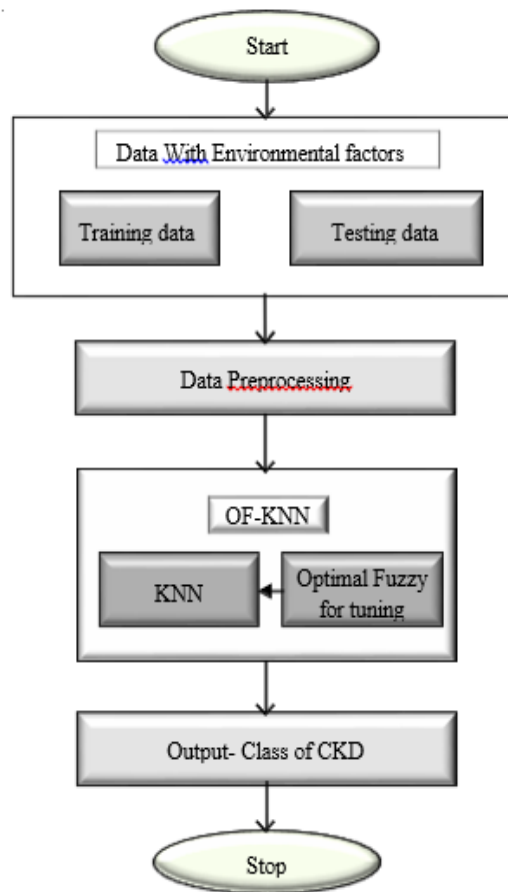 Start
Data With Environmental factors
Training data
Testing data
Data Preprocessing
OF-KNN
KNN
Optimal Fuzzy
for tuning
Output- Class of CKD
Stop